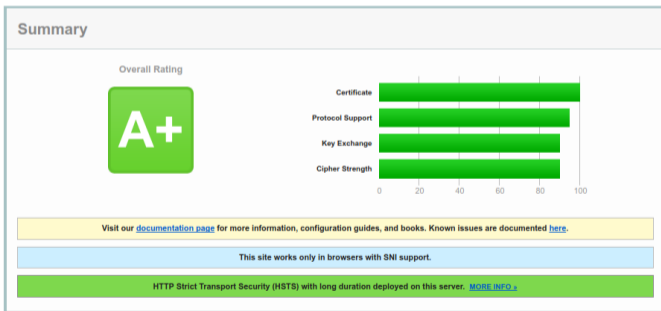 Summary
Overall Rating
A+
Certificate
Protocol Support
Key Exchange
Cipher Strength
0 20 40 60 80 100
Visit our documentation page for more information, configuration guides, and books. Known issues are documented here.
This site works only in browsers with SNI support.
HTTP Strict Transport Security (HSTS) with long duration deployed on this server. MORE INFO »